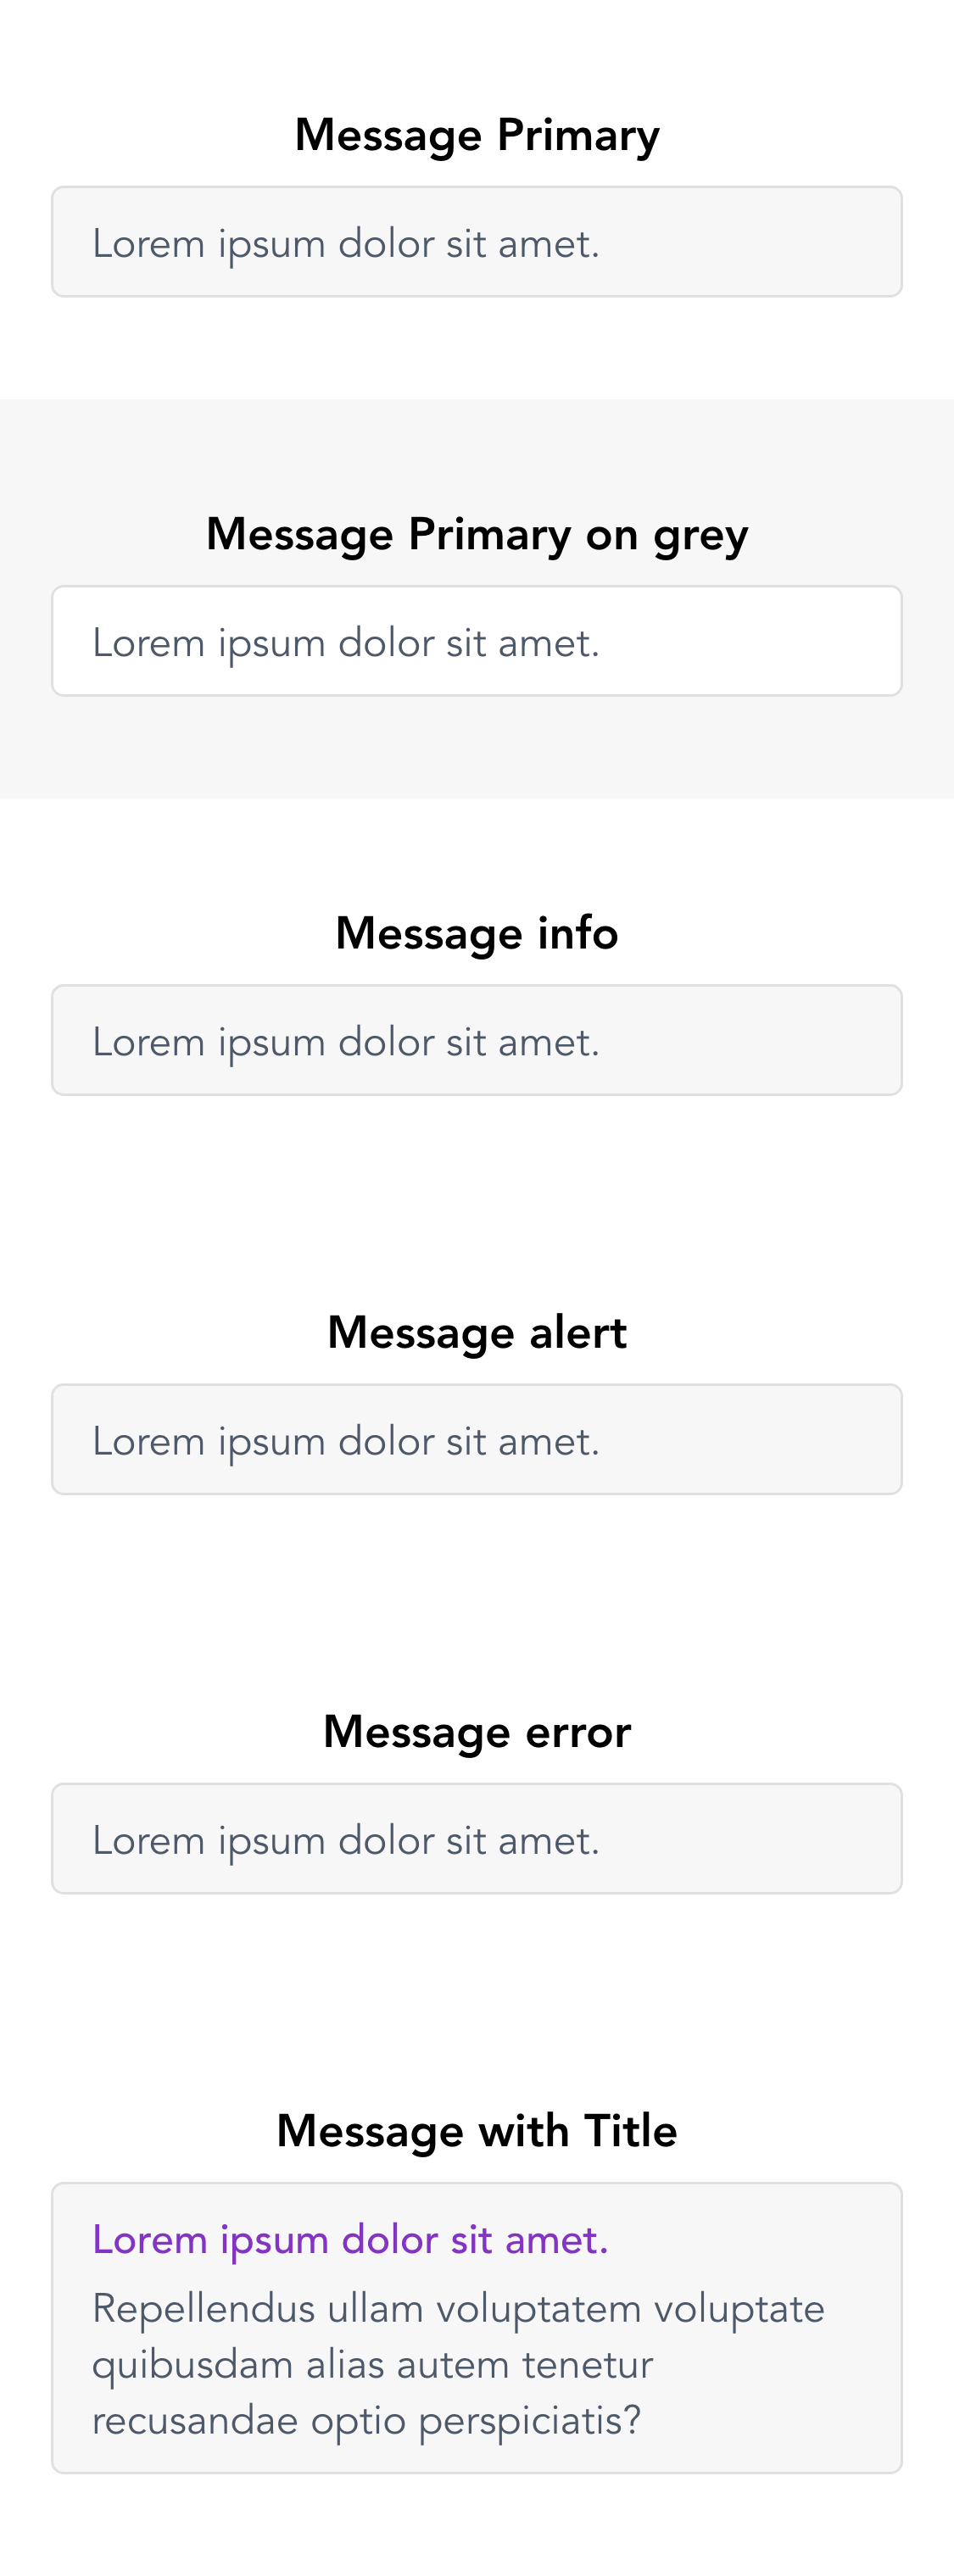 Message Primary
Lorem ipsum dolor sit amet.
Message Primary on grey
Lorem ipsum dolor sit amet.
Message info
Lorem ipsum dolor sit amet.
Message alert
Lorem ipsum dolor sit amet.
Message error
Lorem ipsum dolor sit amet.
Message with Title
Lorem ipsum dolor sit amet.
Repellendus ullam voluptatem voluptate
quibusdam alias autem tenetur
recusandae optio perspiciatis?